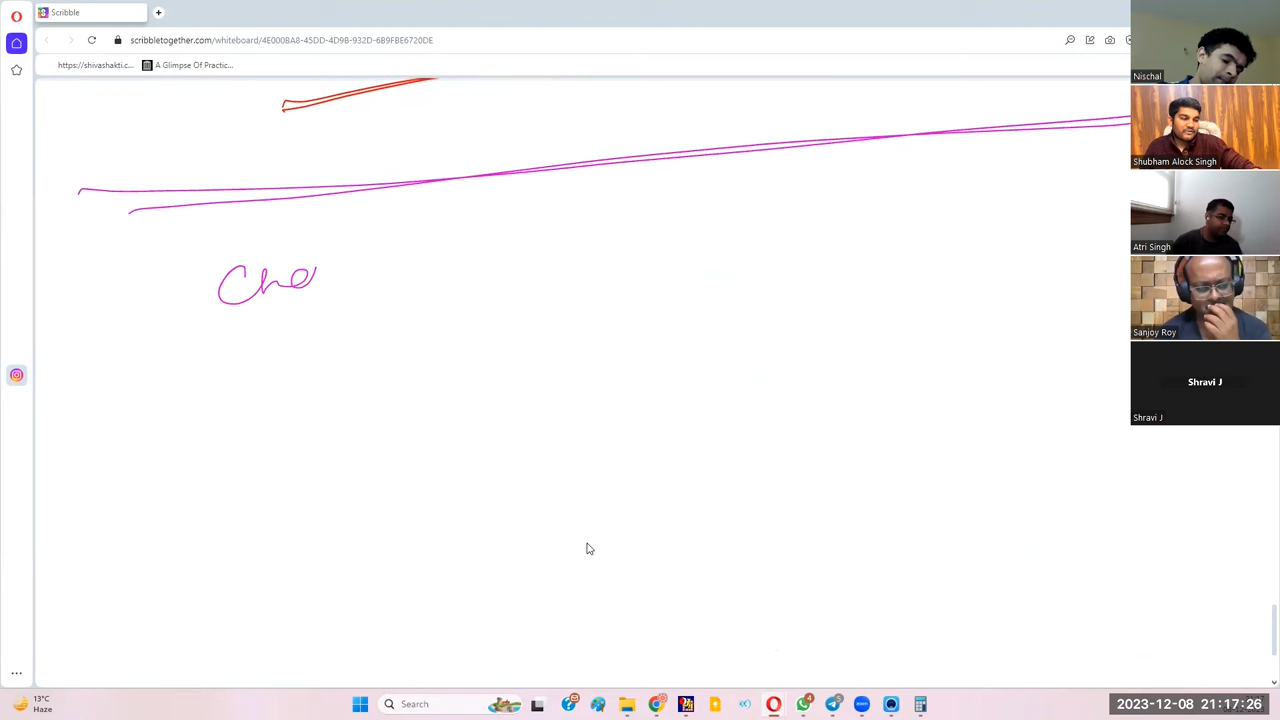 Scribble
scribbletogether.com/whiteboard/4E000BA8-45DD-4D9B-932D-6B9FBE6720DE
https://shivashakti.c... A Glimpse Of Practic...
Nischal
Che
Shubham Alock Singh
Atri Singh
Sanjoy Roy
Shravi J
Shravi J
13°C
Haze
Search
4
2023-12-08 21:17:26